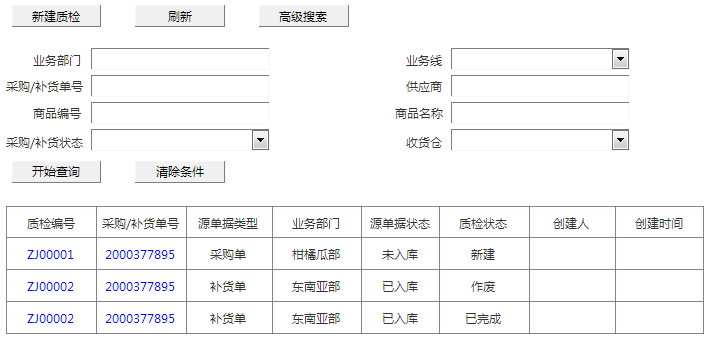 新建质检 刷新 高级搜索
业务部门 业务线
采购/补货单号 供应商
商品编号 商品名称
采购/补货状态 收货仓
开始查询 清除条件
质检编号 采购/补货单号 源单据类型 业务部门 源单据状态 质检状态 创建人 创建时间
ZJ00001 2000377895 采购单 柑橘瓜部 未入库 新建
ZJ00002 2000377895 补货单 东南亚部 已入库 作废
ZJ00002 2000377895 补货单 东南亚部 已入库 已完成